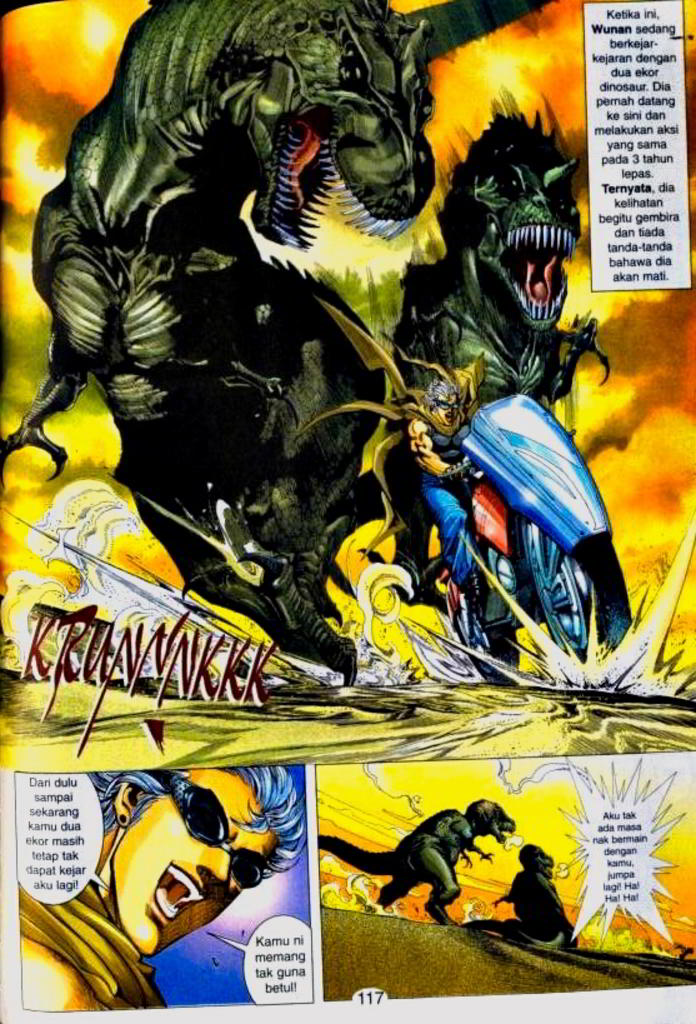 Ketika ini,
Wunan sedang
berkejar-
kejaran dengan
dua ekor
dinosaur. Dia
pernah datang
ke sini dan
melakukan aksi
yang sama
pada 3 tahun
lepas.
Ternyata, dia
kelihatan
begitu gembira
dan tiada
tanda-tanda
bahawa dia
akan mati.
KRUNNNKKK
Dari dulu
sampai
sekarang
kamu dua
ekor masih
tetap tak
dapat kejar
aku lagi!
Kamu ni
memang
tak guna
betul!
Aku tak
ada masa
nak bermain
dengan
kamu,
jumpa
lagi! Ha!
Ha! Ha!
117